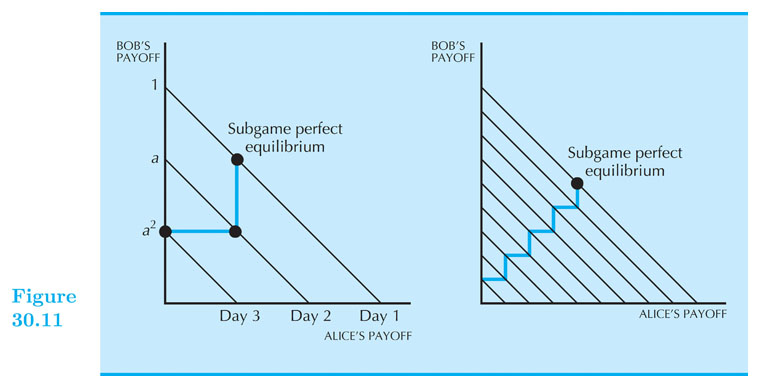 BOB'S
PAYOFF
1
a
a²
Subgame perfect
equilibrium
Day 3
Day 2
Day 1
ALICE'S PAYOFF
BOB'S
PAYOFF
Subgame perfect
equilibrium
ALICE'S PAYOFF
Figure
30.11